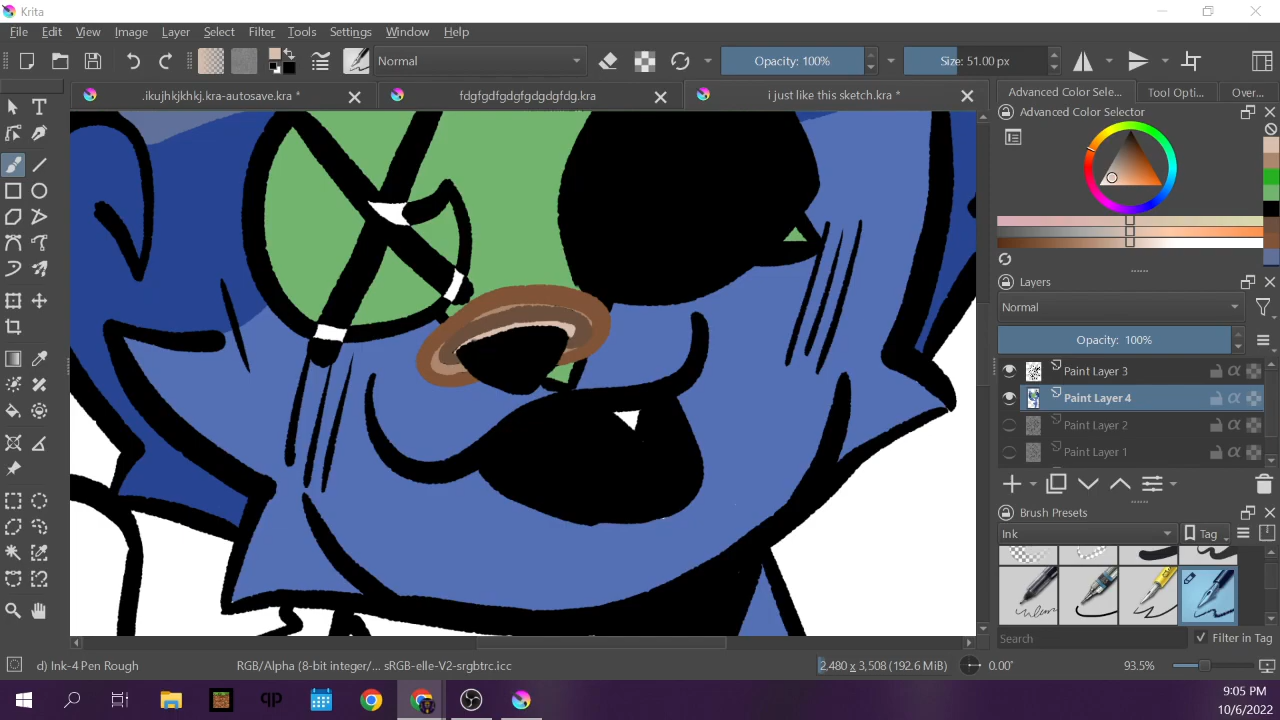 Krita
File Edit View Image Layer Select Filter Tools Settings Window Help
Normal
Opacity: 100%
Size: 51.00 px
.lkujhkjkhkj.kra-autosave.kra *
fdgfgdfgdgfgdgdgfdg.kra
i just like this sketch.kra *
Advanced Color Sele...
Tool Opti...
Over...
Advanced Color Selector
Layers
Normal
Opacity: 100%
Paint Layer 3
Paint Layer 4
Paint Layer 2
Paint Layer 1
Brush Presets
Ink
Tag
Search
Filter in Tag
d) Ink-4 Pen Rough
RGB/Alpha (8-bit integer/... sRGB-elle-V2-srgbtrc.icc
2,480 x 3,508 (192.6 MiB)
0.00°
93.5%
qp
9:05 PM
10/6/2022